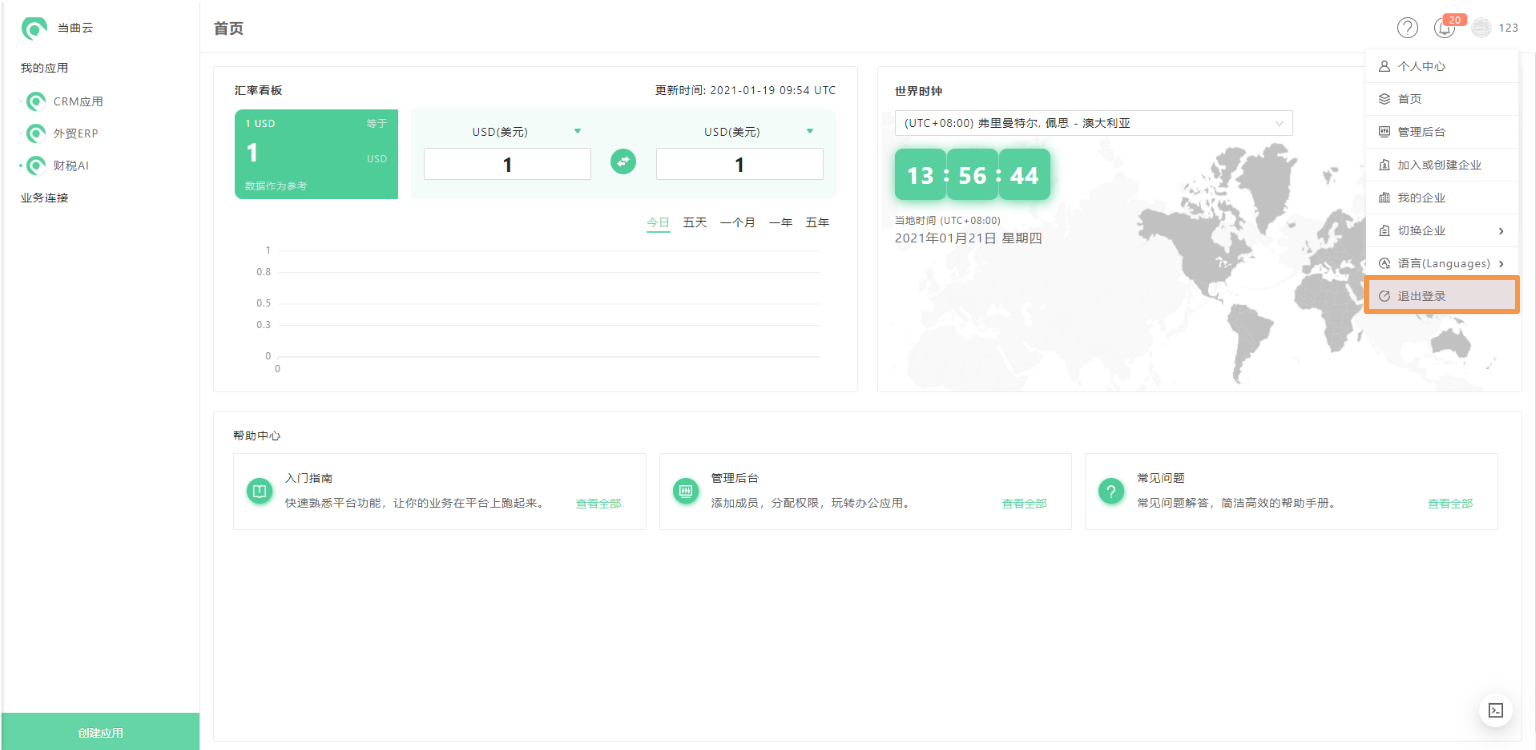 当曲云
我的应用
CRM应用
外贸ERP
财税AI
业务连接
创建应用
首页
20
123
汇率看板
更新时间: 2021-01-19 09:54 UTC
1 USD 等于
1 USD
数据作为参考
USD(美元) USD(美元)
1 1
今日 五天 一个月 一年 五年
1
0.8
0.5
0.3
0
0
世界时钟
(UTC+08:00) 弗里曼特尔, 佩思 - 澳大利亚
13 : 56 : 44
当地时间 (UTC+08:00)
2021年01月21日 星期四
个人中心
首页
管理后台
加入或创建企业
我的企业
切换企业
语言(Languages)
退出登录
帮助中心
入门指南
快速熟悉平台功能，让你的业务在平台上跑起来。 查看全部
管理后台
添加成员，分配权限，玩转办公应用。 查看全部
常见问题
常见问题解答，简洁高效的帮助手册。 查看全部